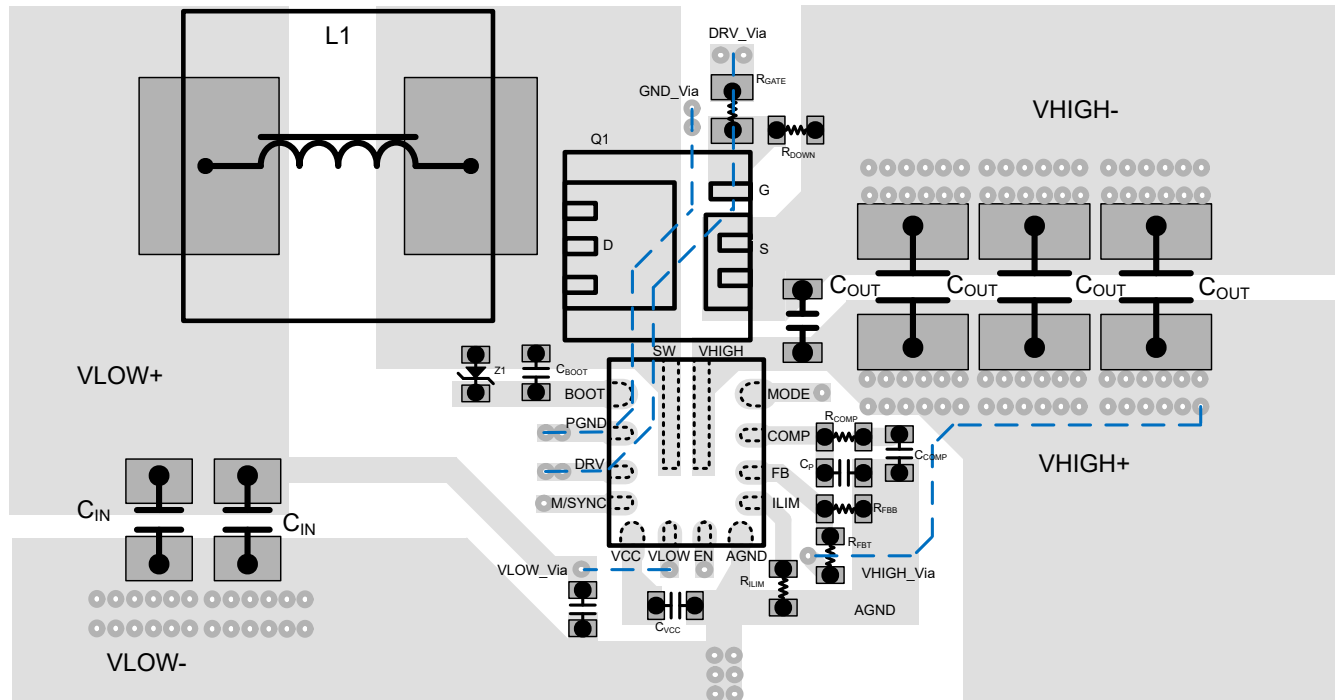 L1
DRV_Via
RGATE
GND_Via
VHIGH-
Q1
RDOWN
G
D
S
COUT
COUT
COUT
COUT
SW
VHIGH
VLOW+
Z1
CBOOT
BOOT
MODE
PGND
COMP
RCOMP
CCOMP
CP
DRV
FB
VHIGH+
M/SYNC
ILIM
RFBB
CIN
CIN
RFBT
VCC
VLOW
EN
AGND
VLOW_Via
VHIGH_Via
RILIM
AGND
CVCC
VLOW-